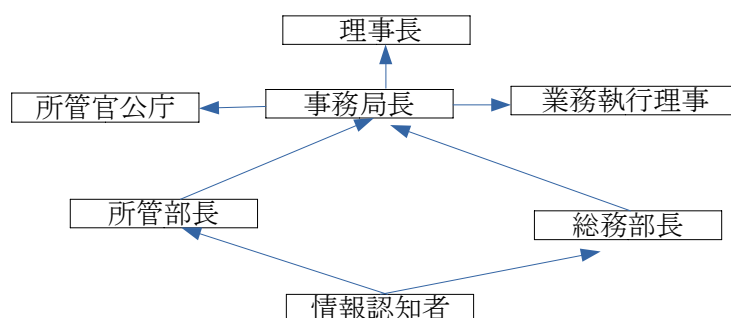 理事長
所管官公庁
事務局長
業務執行理事
所管部長
総務部長
情報認知者